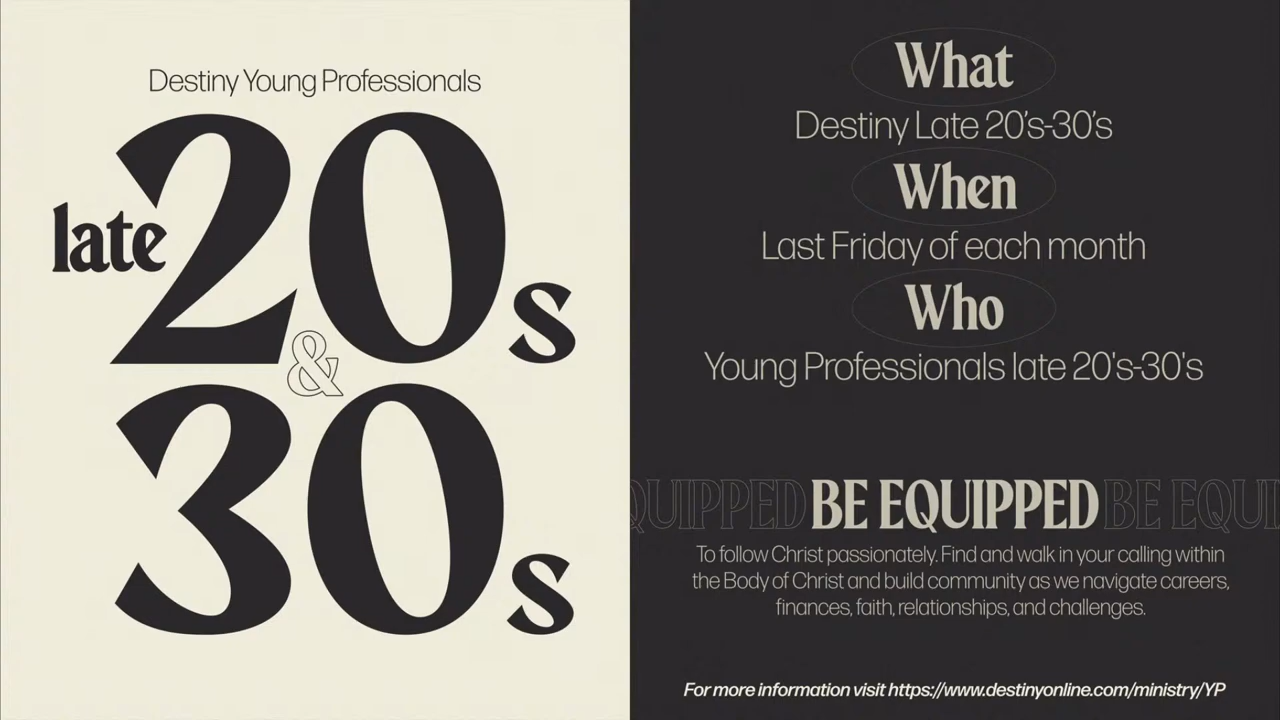 Destiny Young Professionals
late 20s
&
30s
What
Destiny Late 20's-30's
When
Last Friday of each month
Who
Young Professionals late 20's-30's
QUIPPED BE EQUIPPED BE EQUI
To follow Christ passionately. Find and walk in your calling within
the Body of Christ and build community as we navigate careers,
finances, faith, relationships, and challenges.
For more information visit https://www.destinyonline.com/ministry/YP